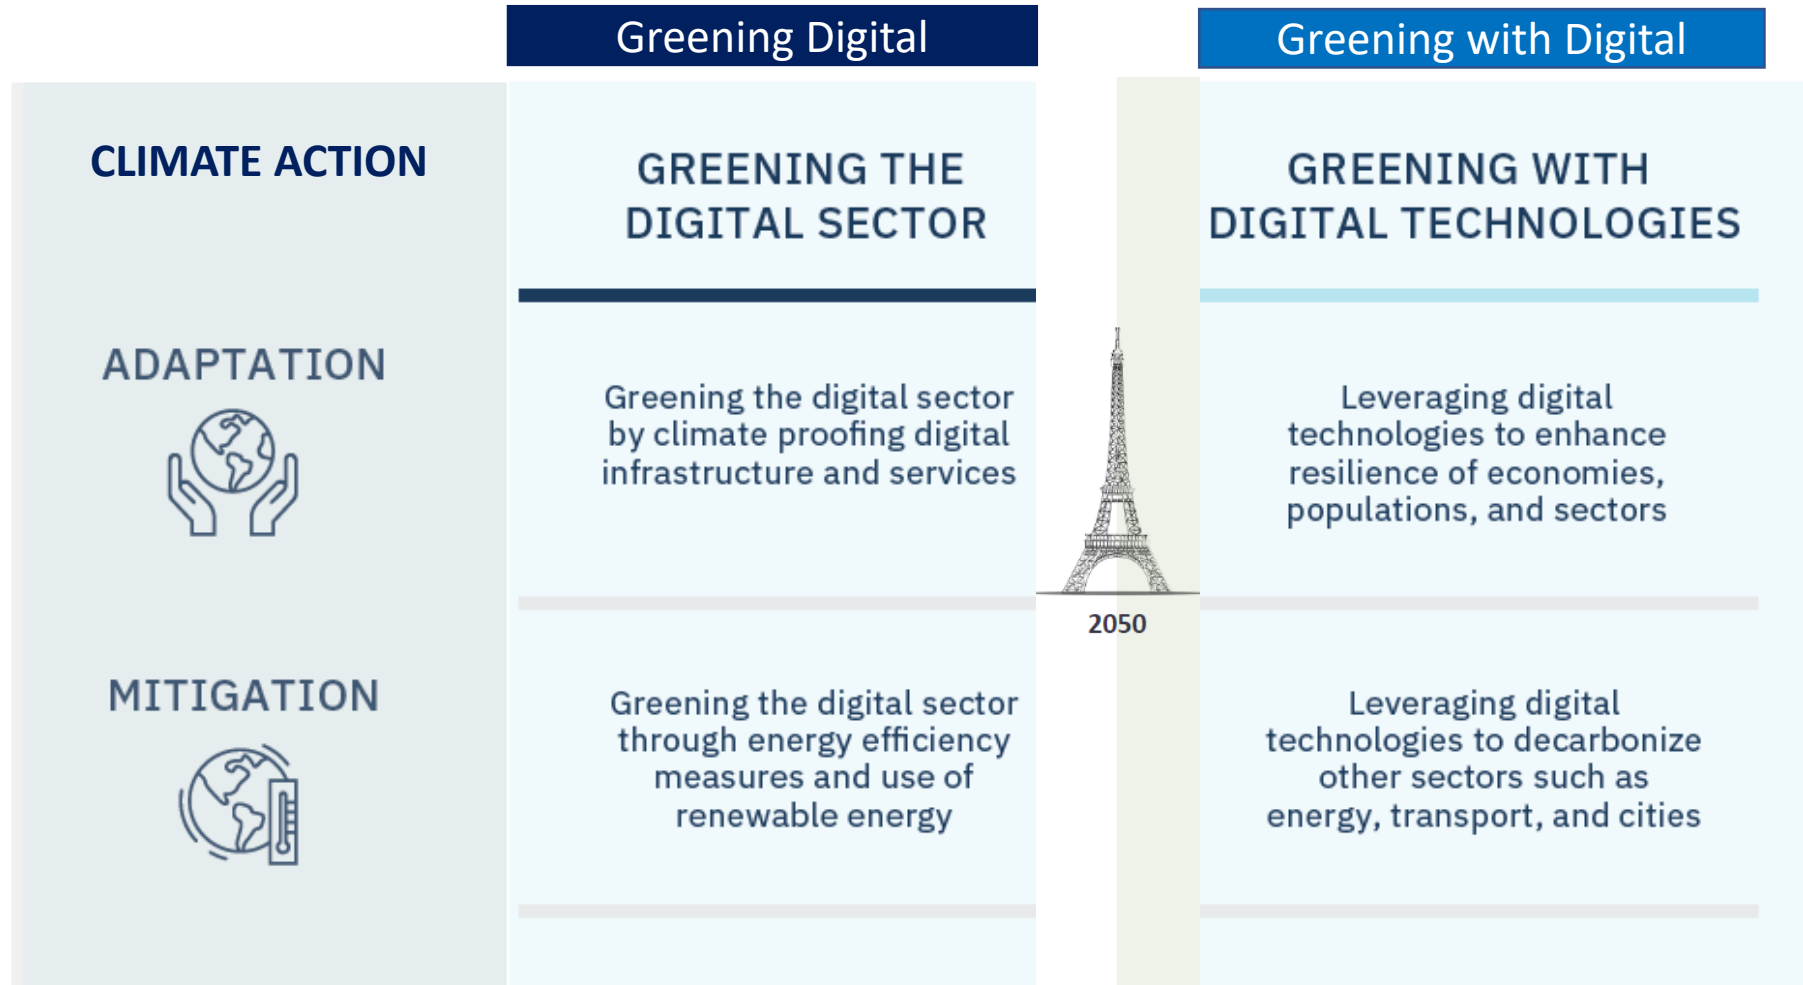 Greening Digital
Greening with Digital
CLIMATE ACTION
GREENING THE
DIGITAL SECTOR
GREENING WITH
DIGITAL TECHNOLOGIES
ADAPTATION
Greening the digital sector
by climate proofing digital
infrastructure and services
Leveraging digital
technologies to enhance
resilience of economies,
populations, and sectors
2050
MITIGATION
Greening the digital sector
through energy efficiency
measures and use of
renewable energy
Leveraging digital
technologies to decarbonize
other sectors such as
energy, transport, and cities